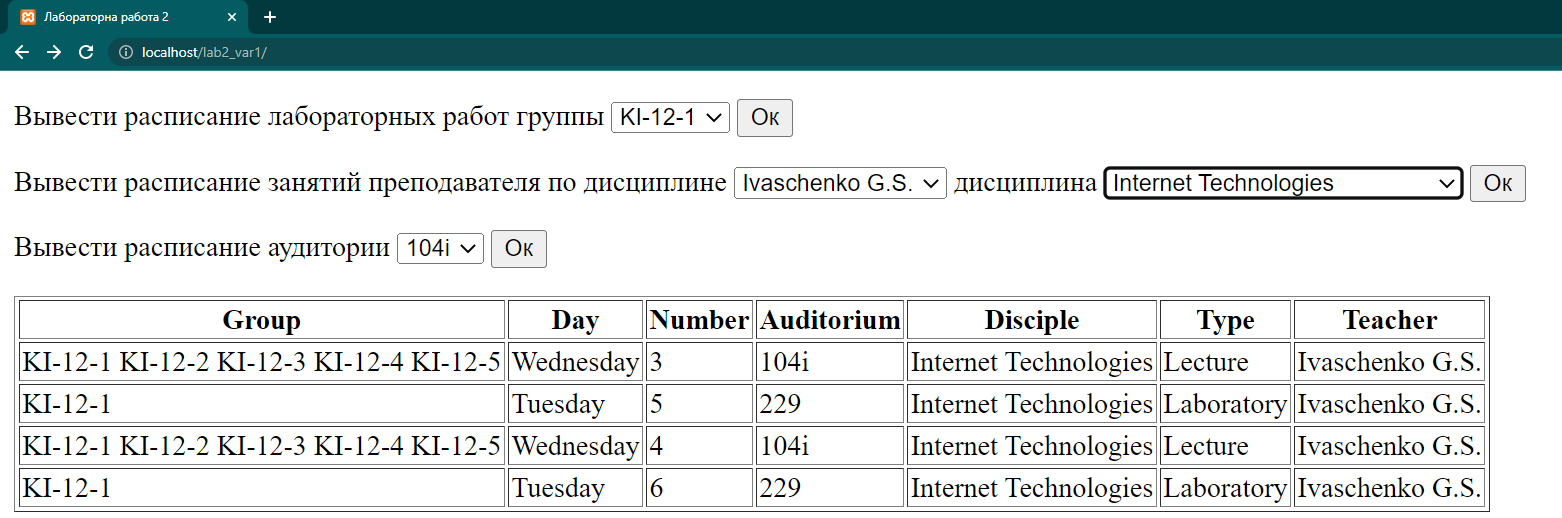 Лабораторна работа 2
localhost/lab2_var1/
Вывести расписание лабораторных работ группы KI-12-1 Ок
Вывести расписание занятий преподавателя по дисциплине Ivaschenko G.S. дисциплина Internet Technologies Ок
Вывести расписание аудитории 104i Ок
Group Day Number Auditorium Disciple Type Teacher
KI-12-1 KI-12-2 KI-12-3 KI-12-4 KI-12-5 Wednesday 3 104i Internet Technologies Lecture Ivaschenko G.S.
KI-12-1 Tuesday 5 229 Internet Technologies Laboratory Ivaschenko G.S.
KI-12-1 KI-12-2 KI-12-3 KI-12-4 KI-12-5 Wednesday 4 104i Internet Technologies Lecture Ivaschenko G.S.
KI-12-1 Tuesday 6 229 Internet Technologies Laboratory Ivaschenko G.S.